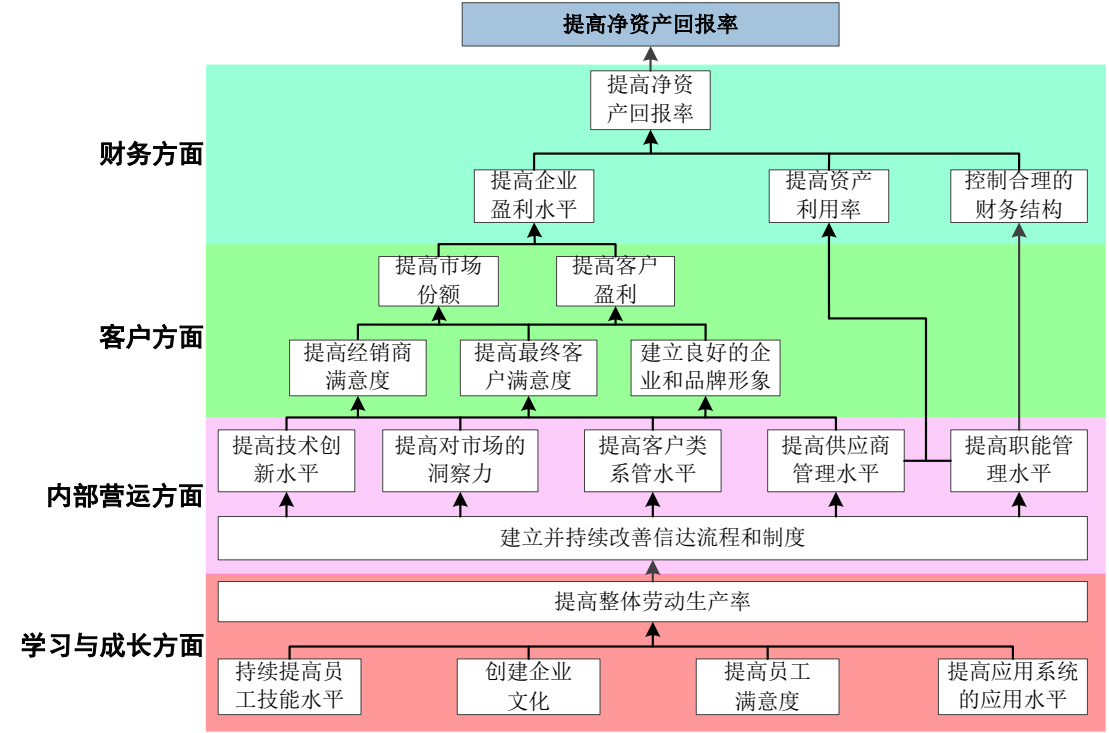 提高净资产回报率
提高净资
产回报率
财务方面
提高企业
盈利水平
提高资产
利用率
控制合理的
财务结构
提高市场
份额
提高客户
盈利
客户方面
提高经销商
满意度
提高最终客
户满意度
建立良好的企
业和品牌形象
提高技术创
新水平
提高对市场的
洞察力
提高客户类
系管水平
提高供应商
管理水平
提高职能管
理水平
内部营运方面
建立并持续改善信达流程和制度
提高整体劳动生产率
学习与成长方面
持续提高员
工技能水平
创建企业
文化
提高员工
满意度
提高应用系统
的应用水平